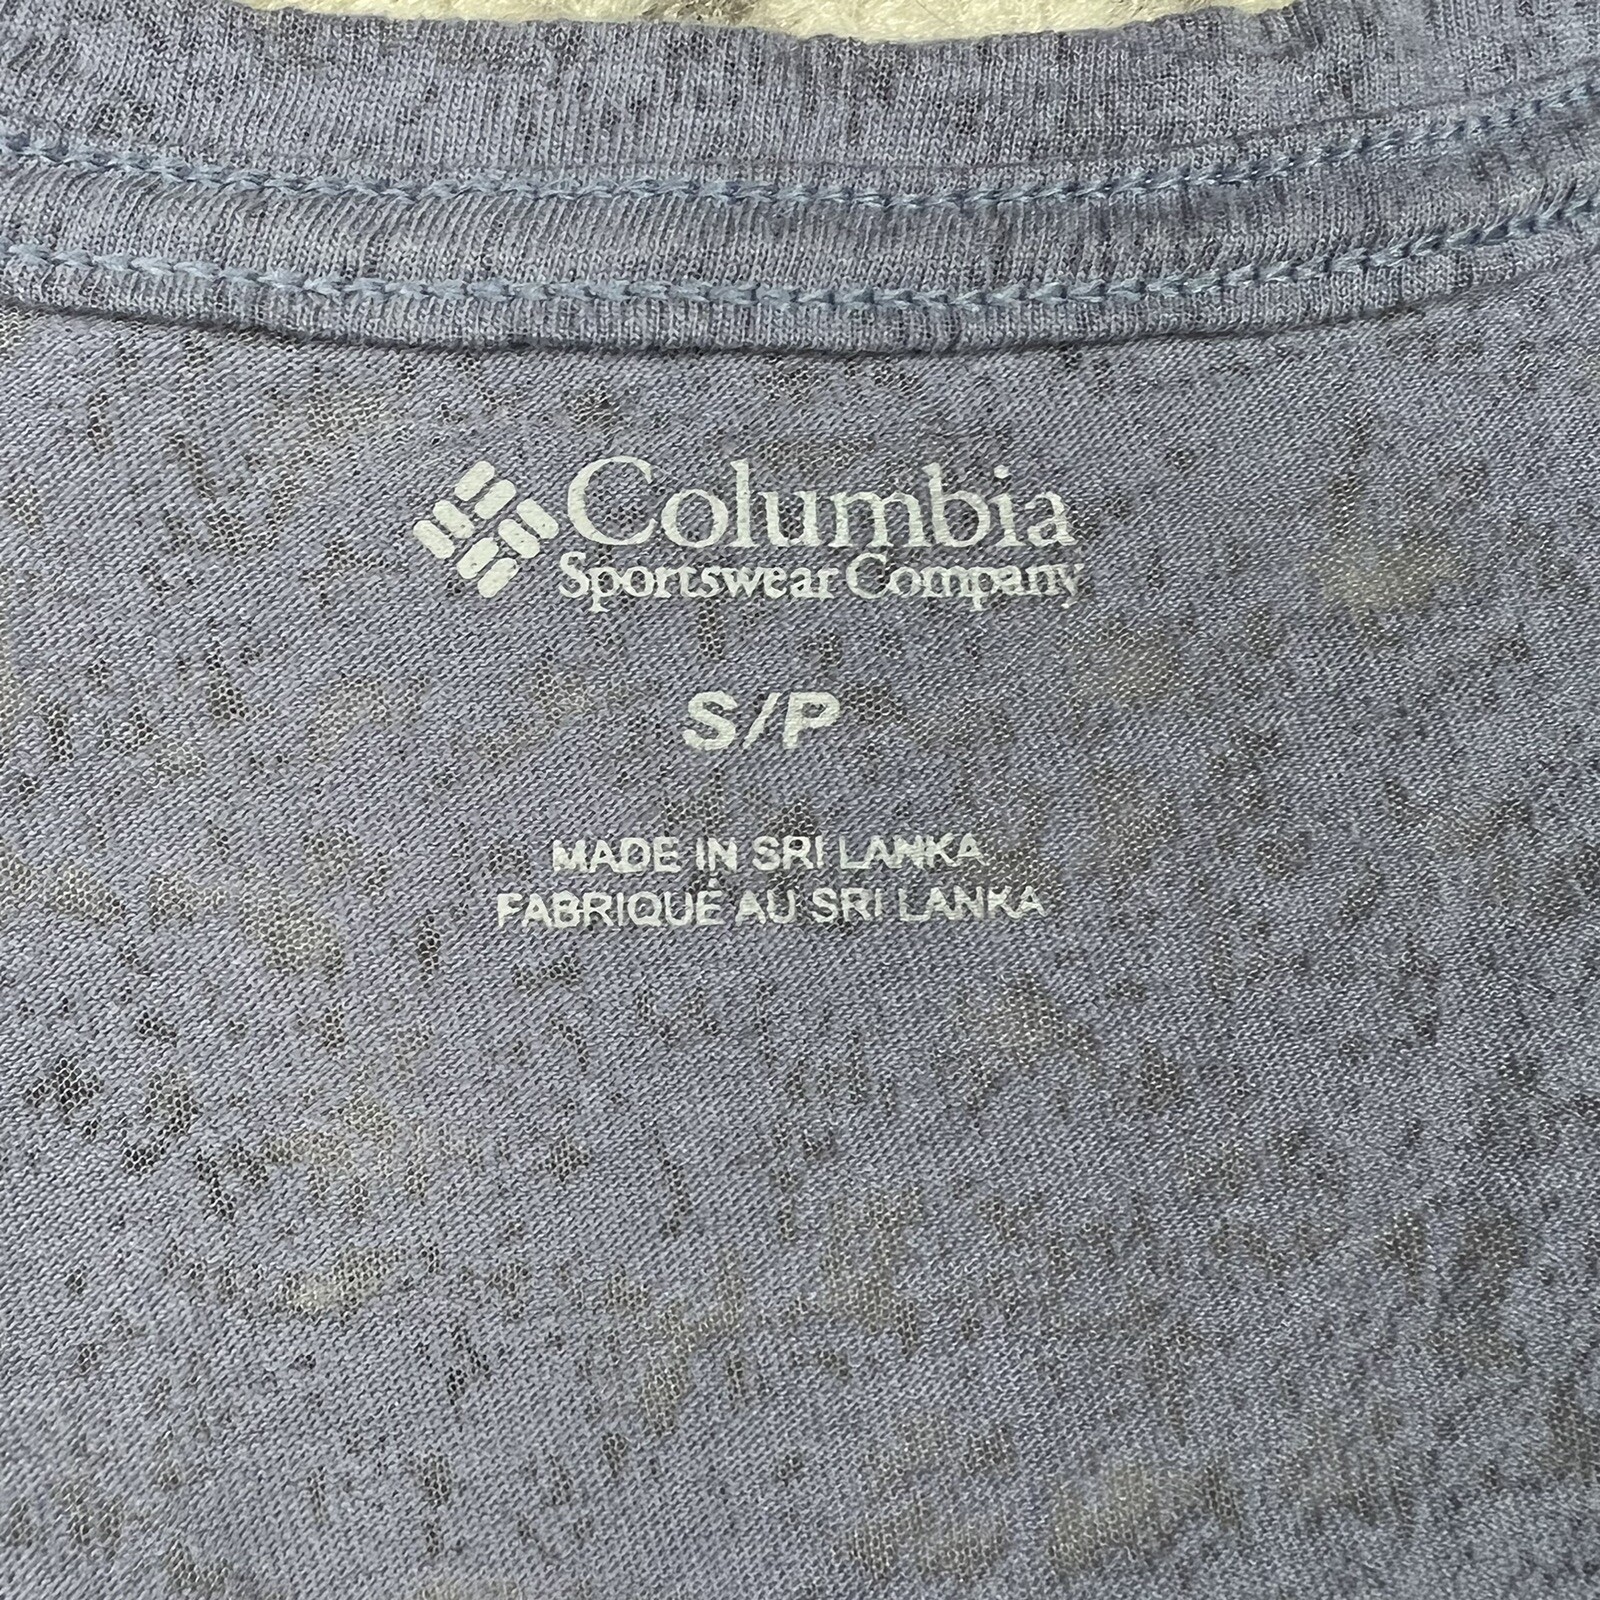 Columbia
Sportswear Company
S/P
MADE IN SRI LANKA
FABRIQUÉ AU SRI LANKA